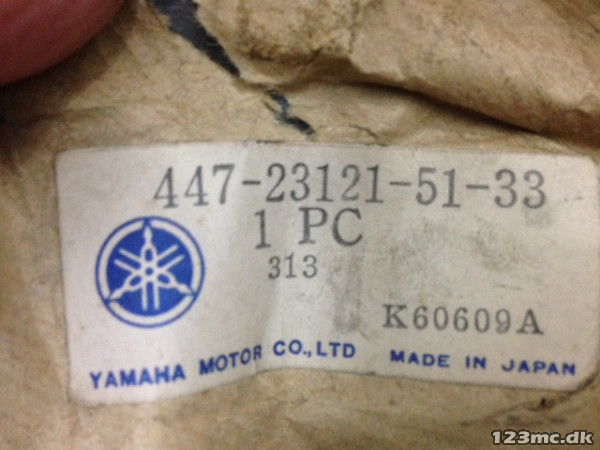 447-23121-51-33
1 PC
313
K60609A
YAMAHA MOTOR CO., LTD MADE IN JAPAN
123mc.dk